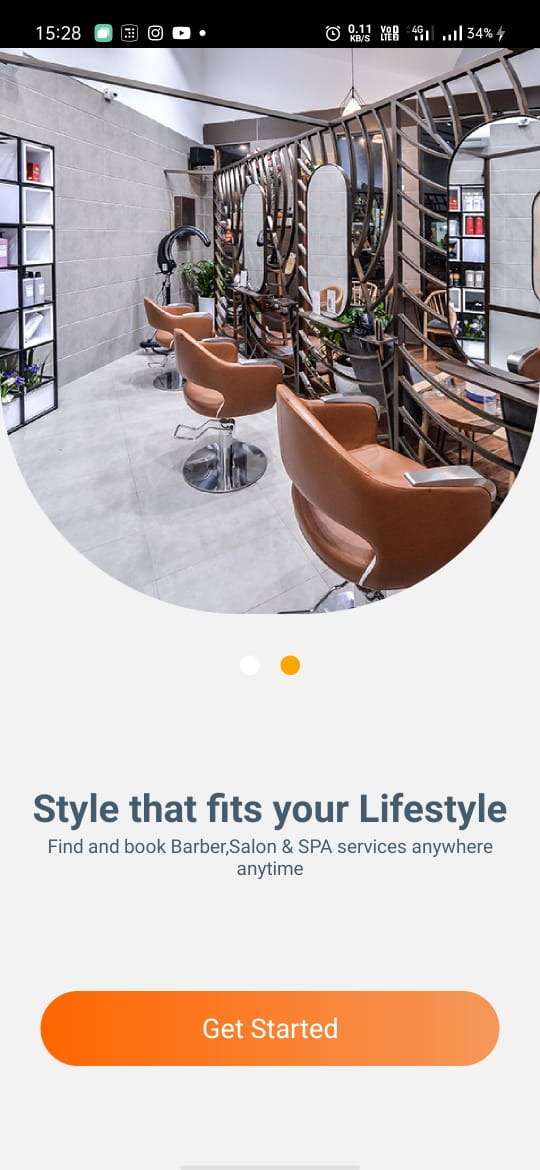 15:28 0.11 KB/S VoD LTE2 4G 34%
Style that fits your Lifestyle
Find and book Barber,Salon & SPA services anywhere
anytime
Get Started